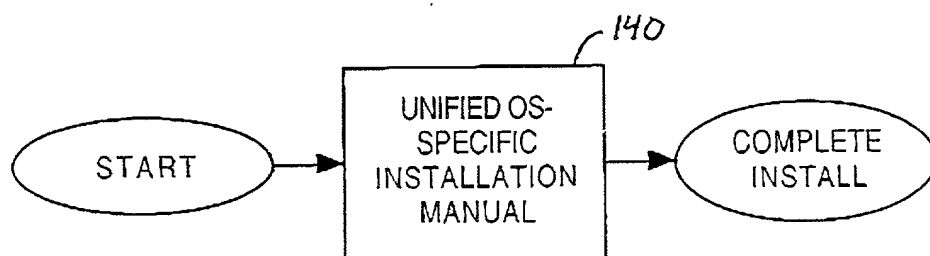 140
START
UNIFIED OS-
SPECIFIC
INSTALLATION
MANUAL
COMPLETE
INSTALL